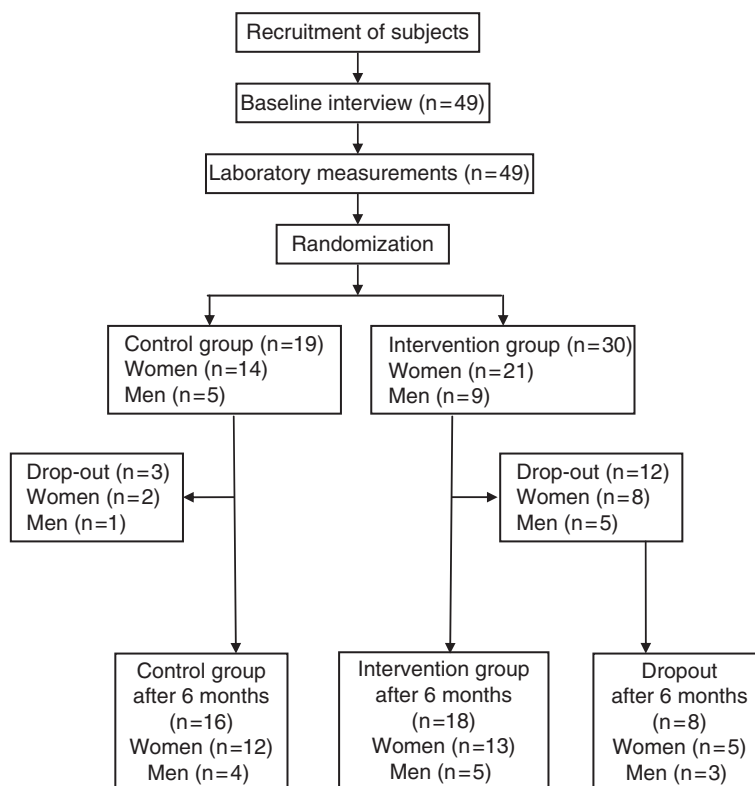 Recruitment of subjects
Baseline interview (n=49)
Laboratory measurements (n=49)
Randomization
Control group (n=19)
Women (n=14)
Men (n=5)
Intervention group (n=30)
Women (n=21)
Men (n=9)
Drop-out (n=3)
Women (n=2)
Men (n=1)
Drop-out (n=12)
Women (n=8)
Men (n=5)
Control group
after 6 months
(n=16)
Women (n=12)
Men (n=4)
Intervention group
after 6 months
(n=18)
Women (n=13)
Men (n=5)
Dropout
after 6 months
(n=8)
Women (n=5)
Men (n=3)